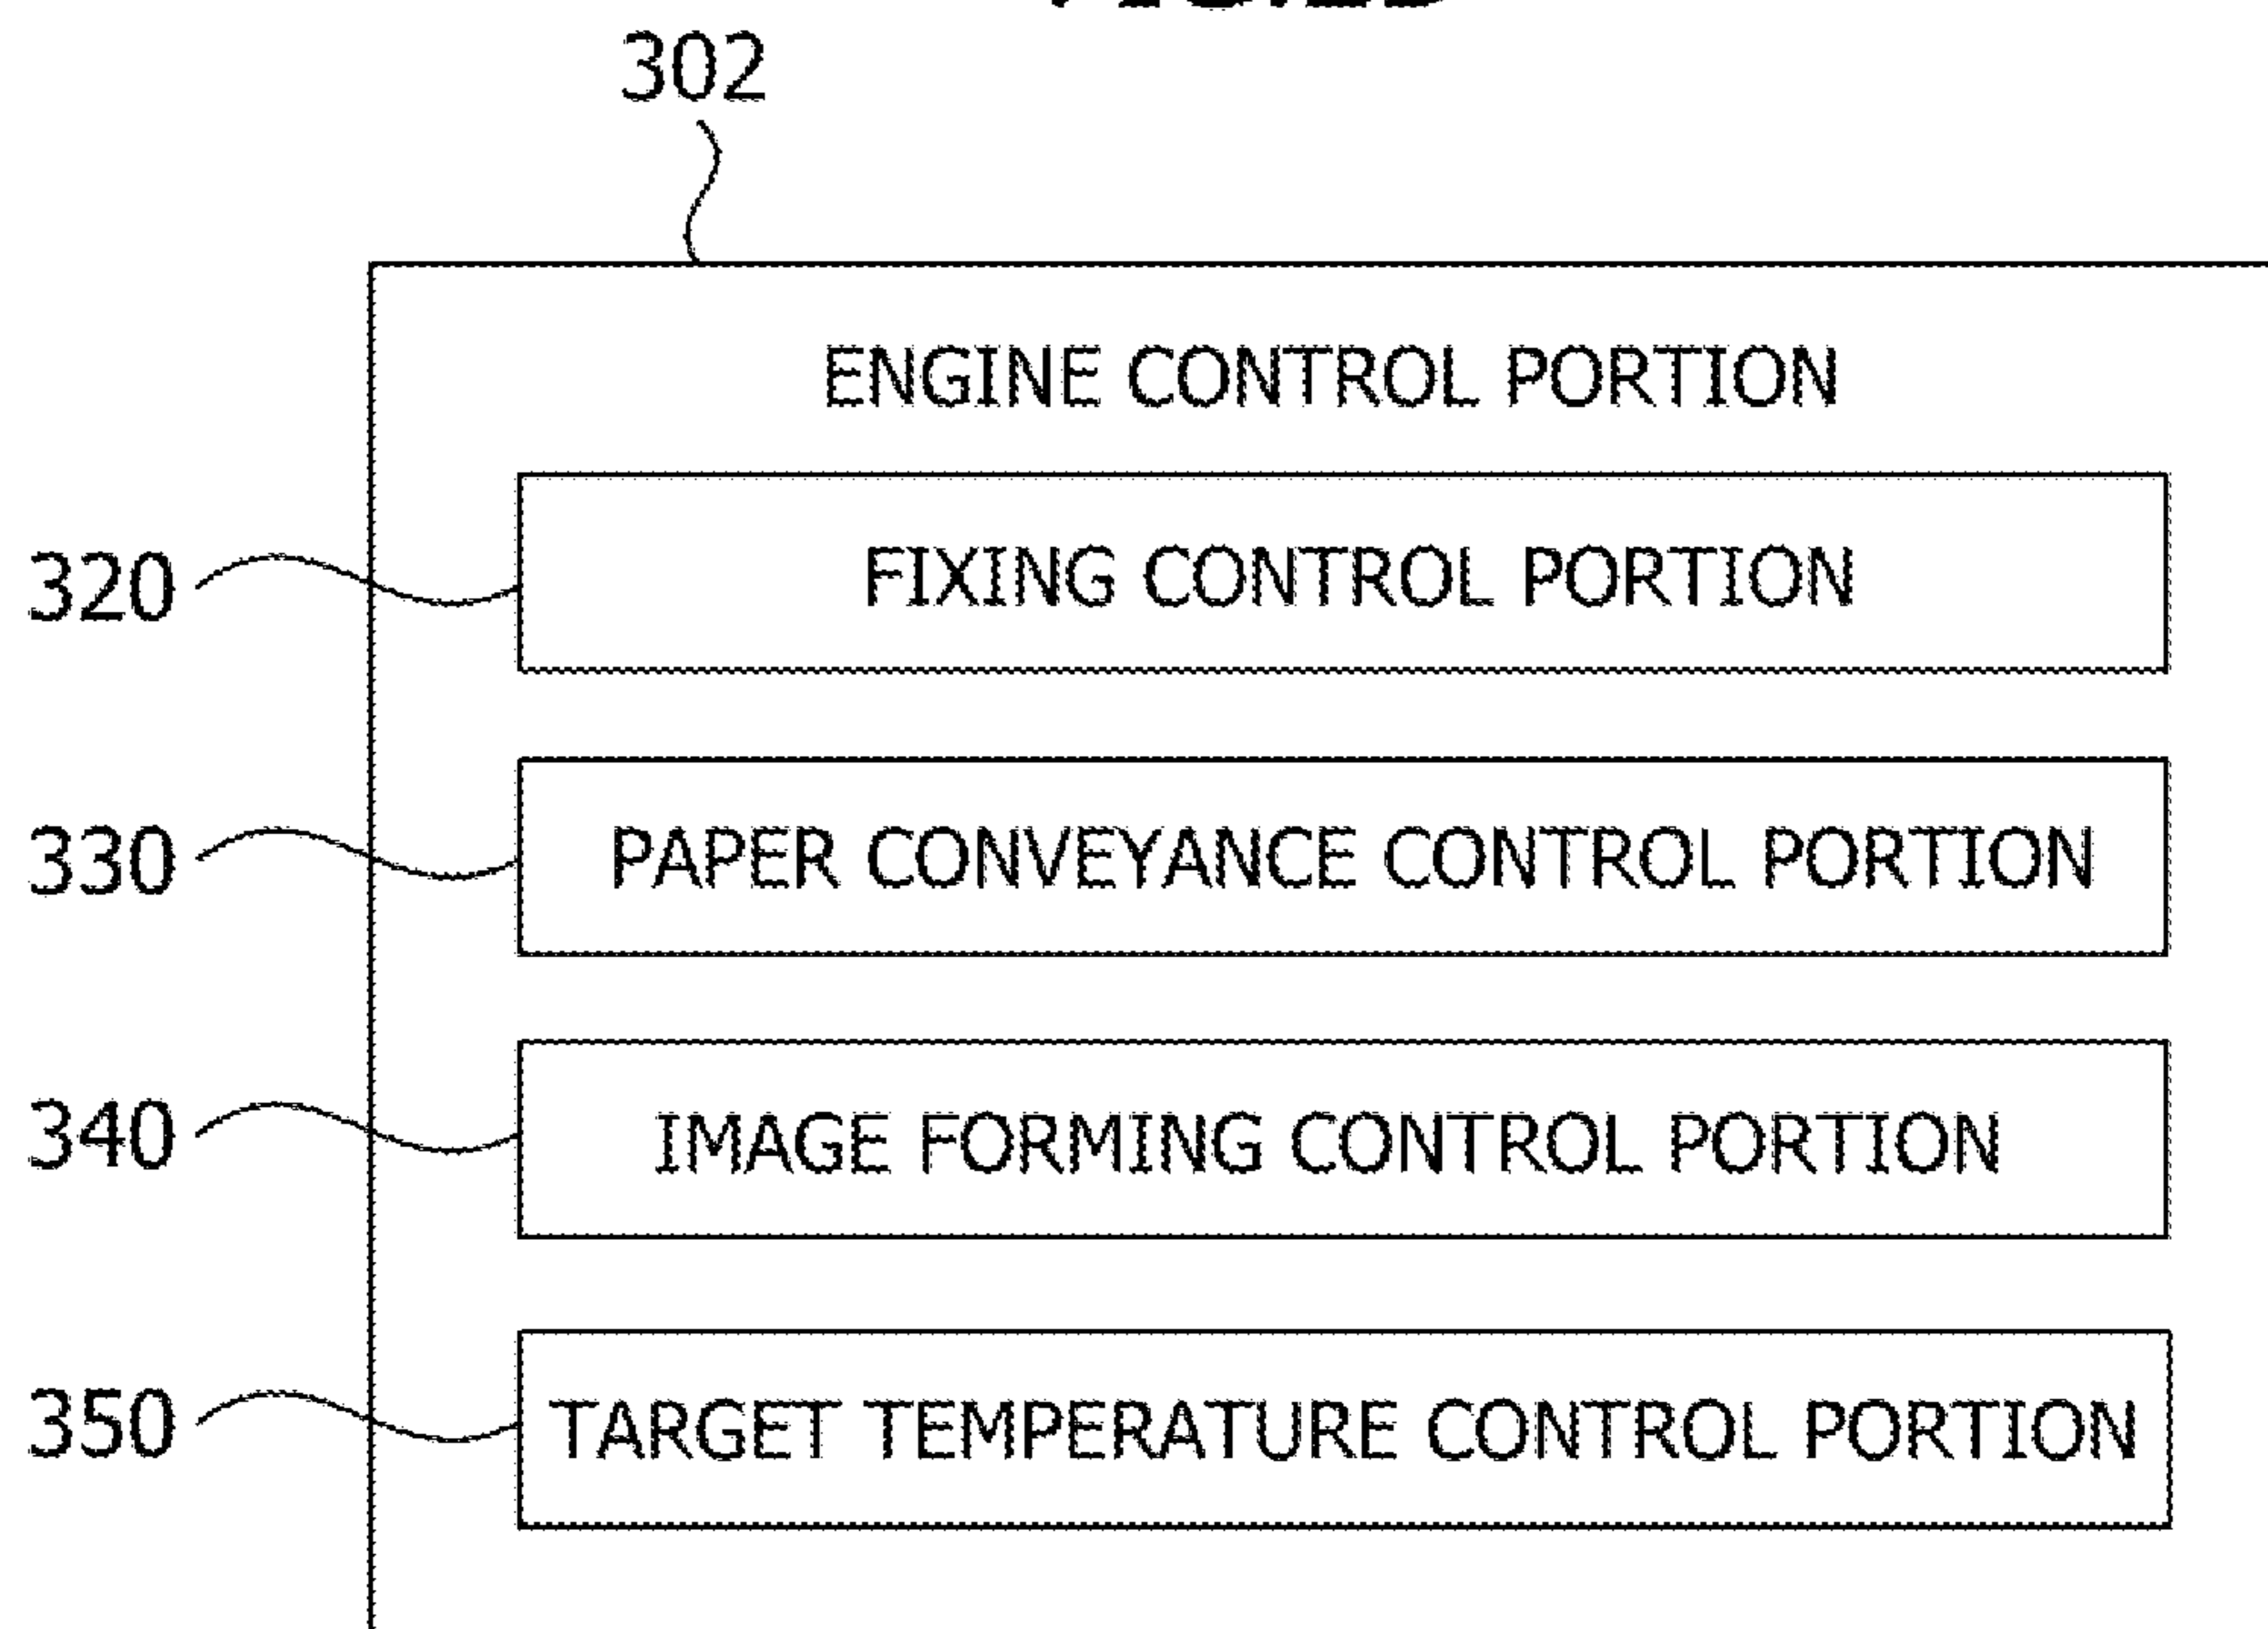 302
ENGINE CONTROL PORTION
320 FIXING CONTROL PORTION
330 PAPER CONVEYANCE CONTROL PORTION
340 IMAGE FORMING CONTROL PORTION
350 TARGET TEMPERATURE CONTROL PORTION